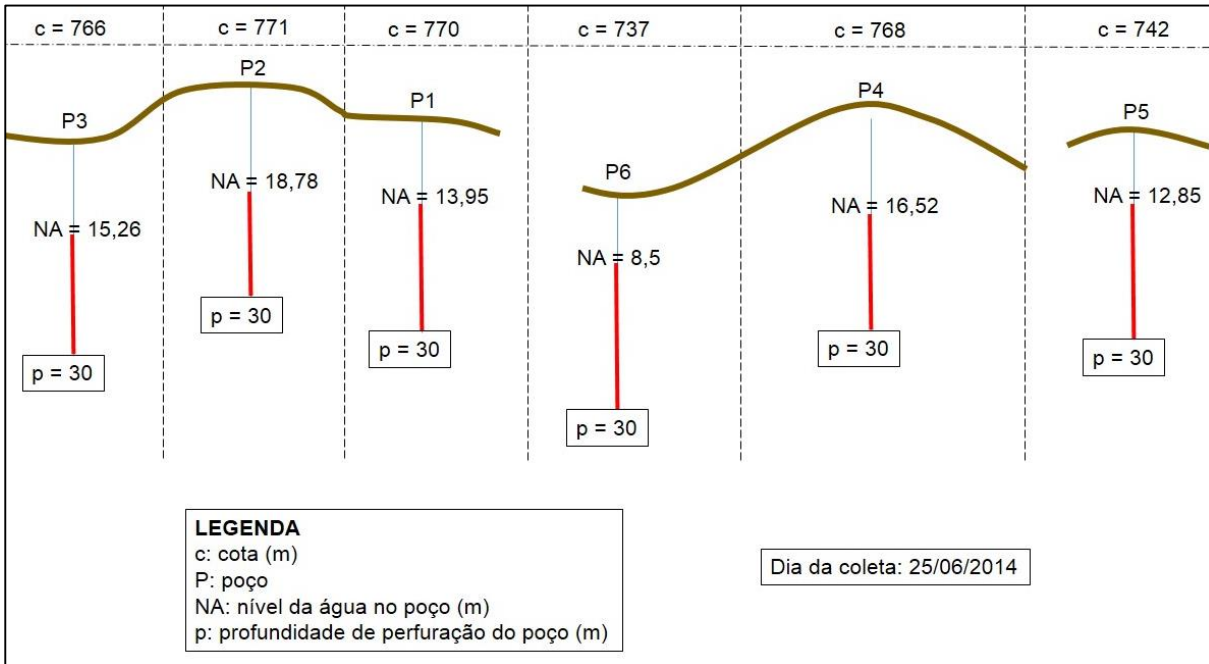 c = 766
c = 771
c = 770
c = 737
c = 768
c = 742
P3
P2
P1
P6
P4
P5
NA = 15,26
NA = 18,78
NA = 13,95
NA = 8,5
NA = 16,52
NA = 12,85
p = 30
p = 30
p = 30
p = 30
p = 30
p = 30
LEGENDA
c: cota (m)
P: poço
NA: nível da água no poço (m)
p: profundidade de perfuração do poço (m)
Dia da coleta: 25/06/2014